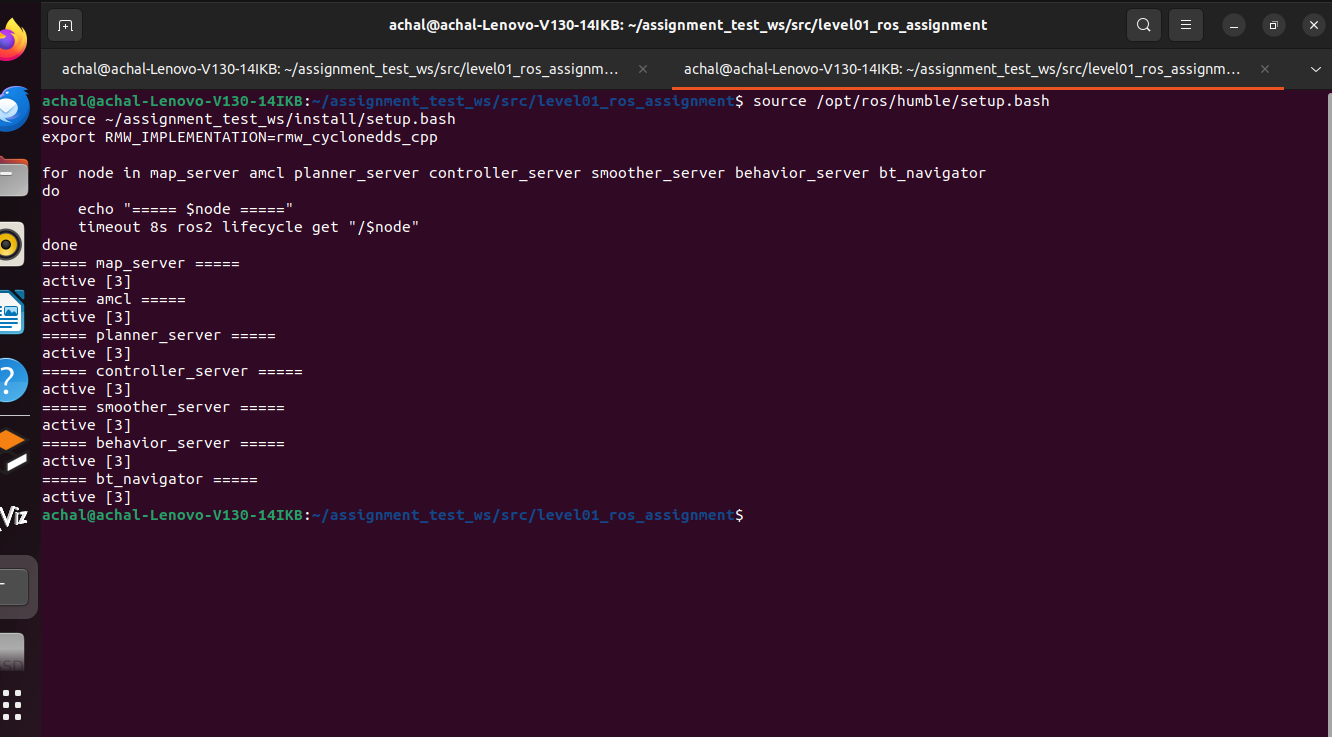 achal@achal-Lenovo-V130-14IKB: ~/assignment_test_ws/src/level01_ros_assignment
achal@achal-Lenovo-V130-14IKB: ~/assignment_test_ws/src/level01_ros_assignm... × achal@achal-Lenovo-V130-14IKB: ~/assignment_test_ws/src/level01_ros_assignm... ×
achal@achal-Lenovo-V130-14IKB:~/assignment_test_ws/src/level01_ros_assignment$ source /opt/ros/humble/setup.bash
source ~/assignment_test_ws/install/setup.bash
export RMW_IMPLEMENTATION=rmw_cyclonedds_cpp

for node in map_server amcl planner_server controller_server smoother_server behavior_server bt_navigator
do
    echo "===== $node ====="
    timeout 8s ros2 lifecycle get "/$node"
done
===== map_server =====
active [3]
===== amcl =====
active [3]
===== planner_server =====
active [3]
===== controller_server =====
active [3]
===== smoother_server =====
active [3]
===== behavior_server =====
active [3]
===== bt_navigator =====
active [3]
achal@achal-Lenovo-V130-14IKB:~/assignment_test_ws/src/level01_ros_assignment$
?
Viz
SSD